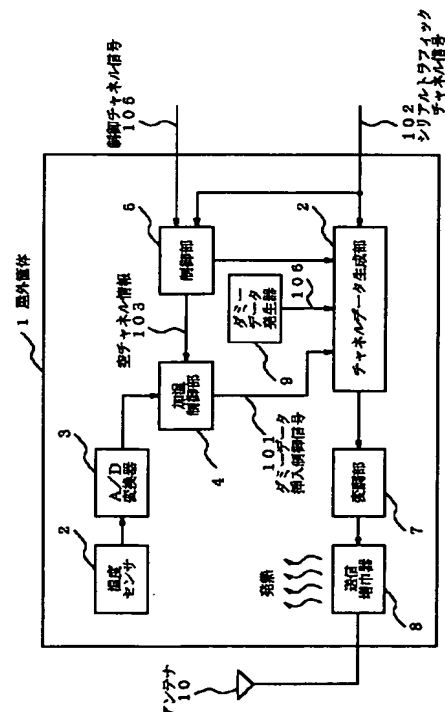 1 屋外筐体
2
温度
センサ
3
A/D
変換器
空チャネル情報
103
制御チャネル信号
105
加温
制御部
4
5
制御部
101
ダミーデータ
挿入制御信号
ダミー
データ
発生器
9
106
102
シリアルトラフィック
チャネル信号
アンテナ
10
発熱
送信
増巾器
8
変調部
7
チャネルデータ生成部
2